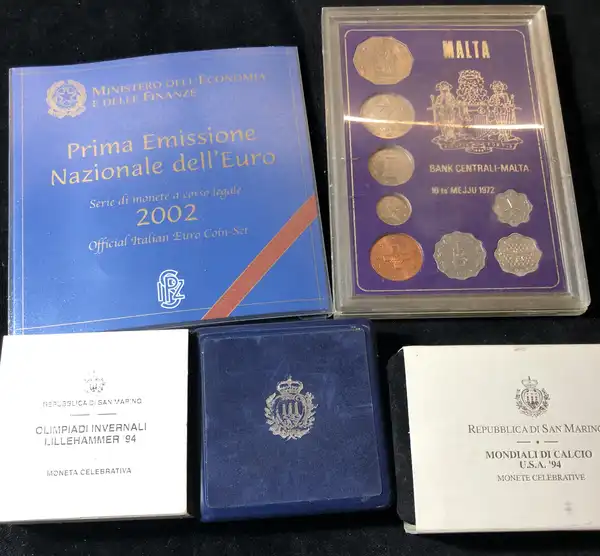 MINISTERO DELL'ECONOMIA
E DELLE FINANZE
Prima Emissione
Nazionale dell'Euro
Serie di monete a corso legale
2002
Official Italian Euro Coin-Set
MALTA
BANK ĊENTRALI-MALTA
16 ta' MEJJU 1972
REPUBBLICA DI SAN MARINO
OLIMPIADI INVERNALI
LILLEHAMMER '94
MONETA CELEBRATIVA
REPUBBLICA DI SAN MARINO
MONDIALI DI CALCIO
U.S.A. '94
MONETE CELEBRATIVE